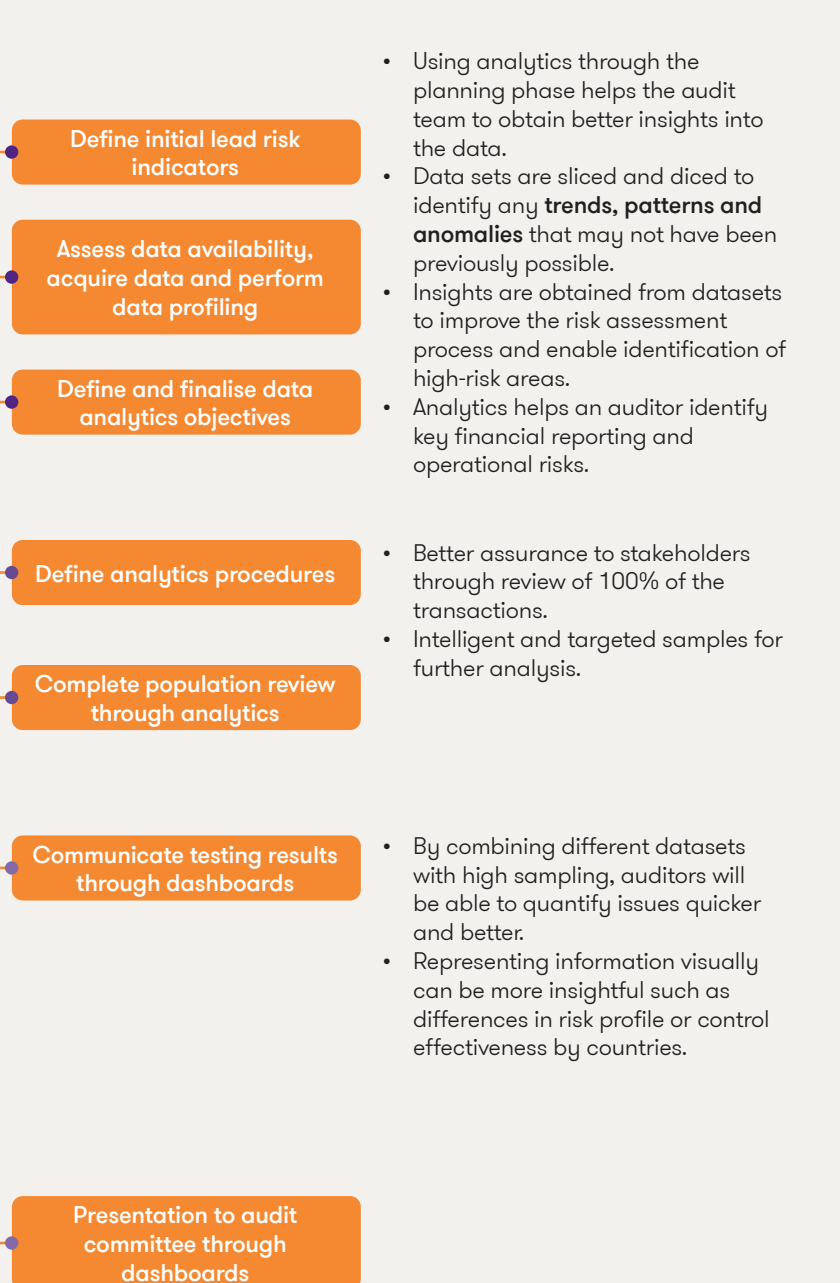 Define initial lead risk
indicators
Assess data availability,
acquire data and perform
data profiling
Define and finalise data
analytics objectives
• Using analytics through the
planning phase helps the audit
team to obtain better insights into
the data.
• Data sets are sliced and diced to
identify any trends, patterns and
anomalies that may not have been
previously possible.
• Insights are obtained from datasets
to improve the risk assessment
process and enable identification of
high-risk areas.
• Analytics helps an auditor identify
key financial reporting and
operational risks.
Define analytics procedures
Complete population review
through analytics
• Better assurance to stakeholders
through review of 100% of the
transactions.
• Intelligent and targeted samples for
further analysis.
Communicate testing results
through dashboards
• By combining different datasets
with high sampling, auditors will
be able to quantify issues quicker
and better.
• Representing information visually
can be more insightful such as
differences in risk profile or control
effectiveness by countries.
Presentation to audit
committee through
dashboards